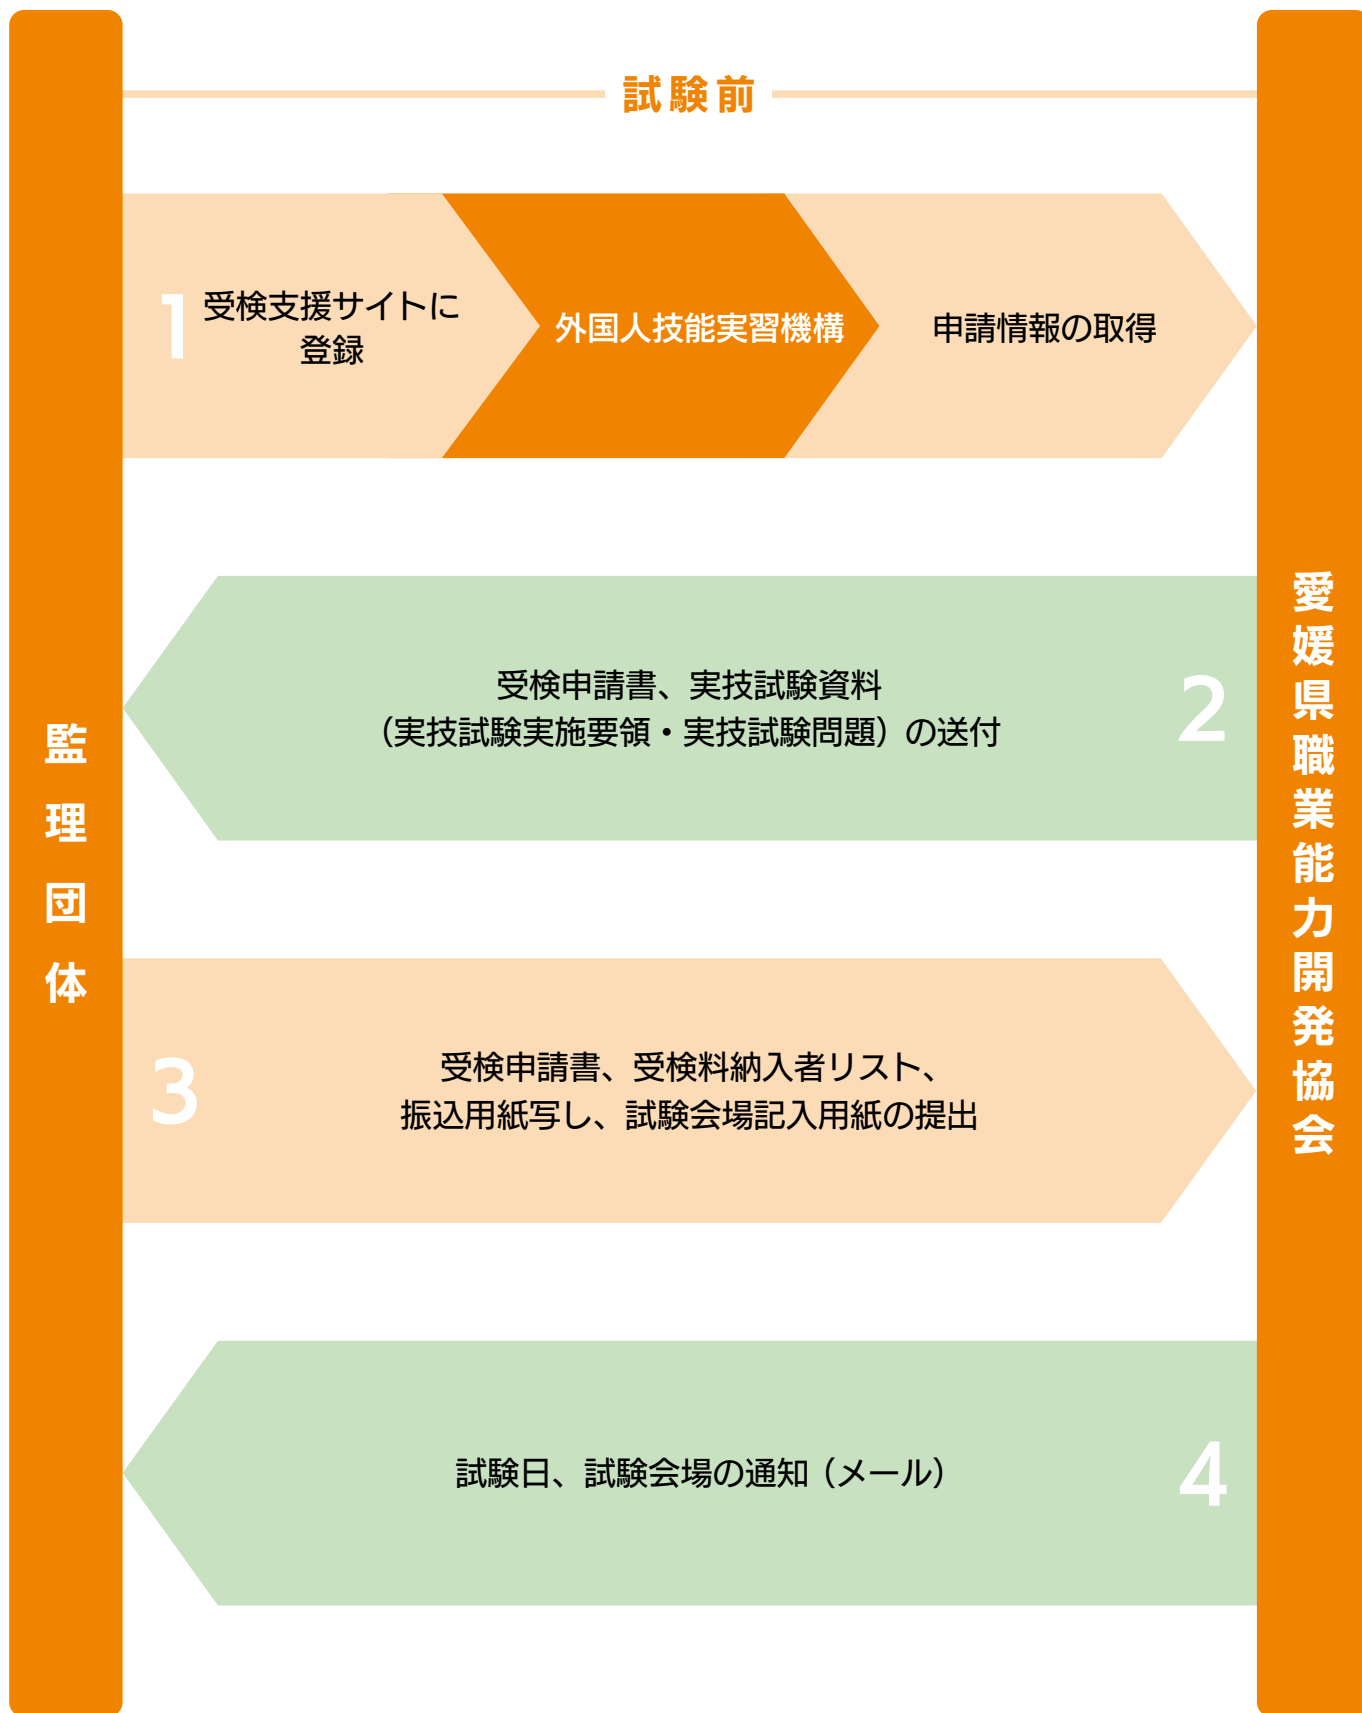 試験前
監理団体
愛媛県職業能力開発協会
1
受検支援サイトに
登録
外国人技能実習機構
申請情報の取得
受検申請書、実技試験資料
（実技試験実施要領・実技試験問題）の送付
2
3
受検申請書、受検料納入者リスト、
振込用紙写し、試験会場記入用紙の提出
試験日、試験会場の通知（メール）
4